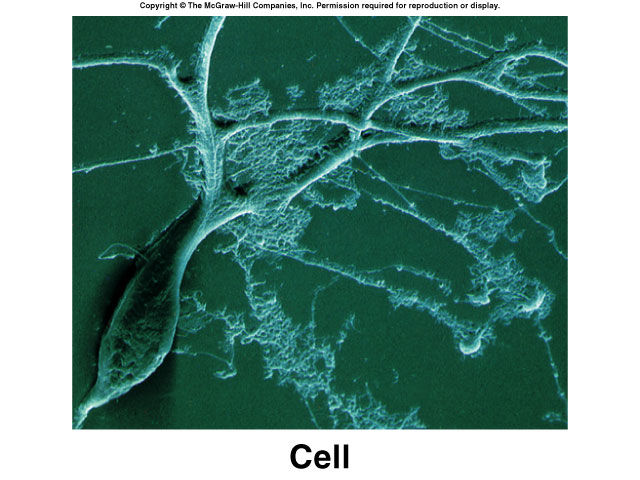 Copyright © The McGraw-Hill Companies, Inc. Permission required for reproduction or display.
Cell